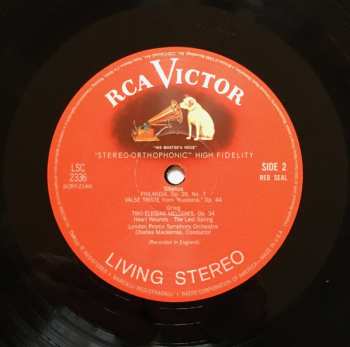 RCA VICTOR
"HIS MASTER'S VOICE"
"STEREO-ORTHOPHONIC" HIGH FIDELITY
LSC
2336
SIDE 2
RED SEAL
Sibelius
FINLANDIA, Op. 26, No. 7
VALSE TRISTE, from "Kuolema," Op. 44
Grieg
TWO ELEGIAC MELODIES, Op. 34
Heart Wounds · The Last Spring
London Proms Symphony Orchestra
Charles Mackerras, Conductor
(Recorded in England)
LIVING STEREO